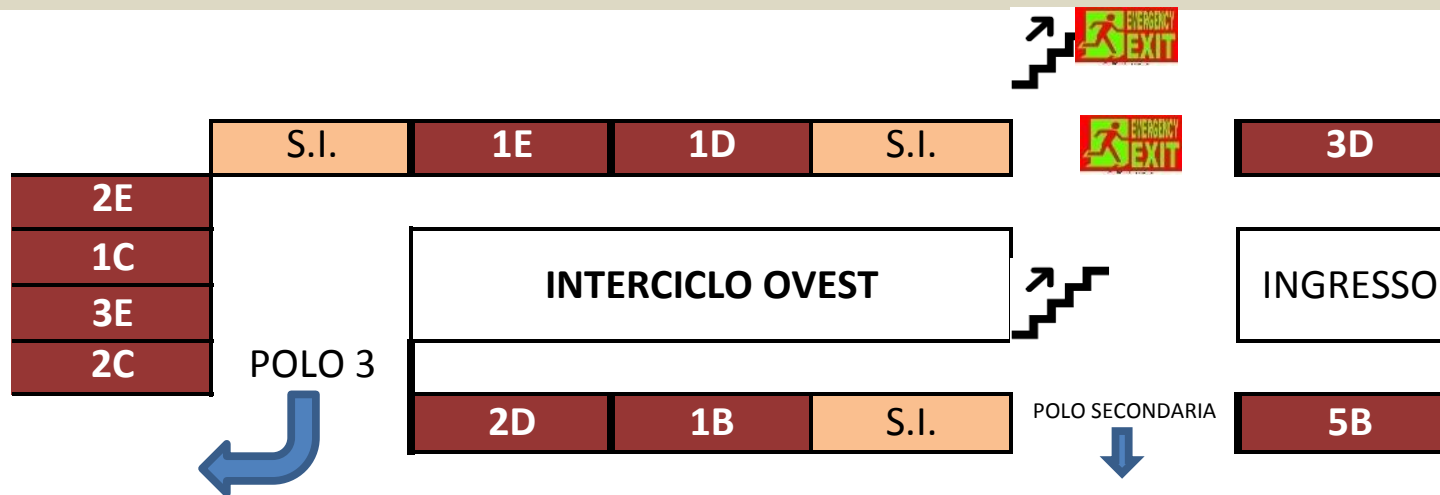 EMERGENCY
EXIT
S.I. 1E 1D S.I. EMERGENCY EXIT 3D
2E
1C
INTERCICLO OVEST INGRESSO
3E
2C POLO 3
2D 1B S.I. POLO SECONDARIA 5B